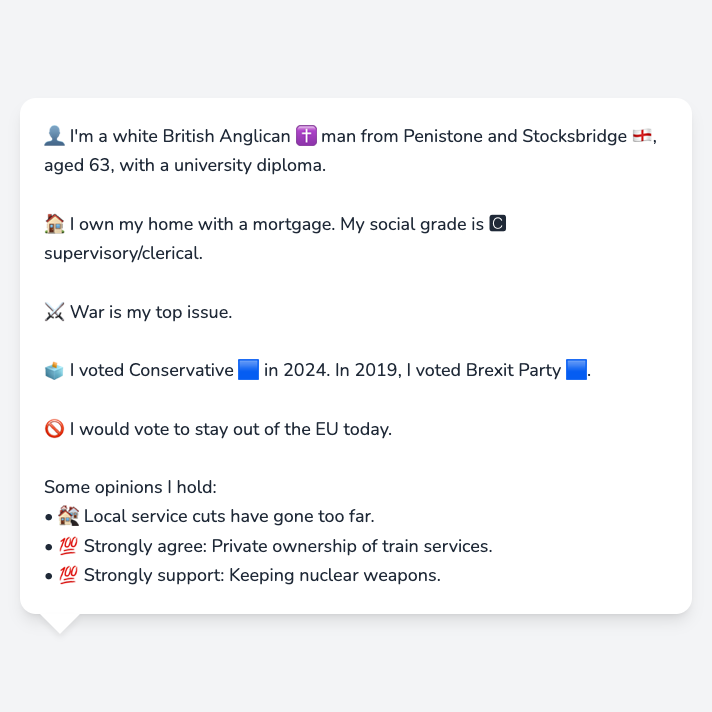 👤 I'm a white British Anglican ✝️ man from Penistone and Stocksbridge 🏴󠁧󠁢󠁥󠁮󠁧󠁿,
aged 63, with a university diploma.
🏠 I own my home with a mortgage. My social grade is 🅲
supervisory/clerical.
⚔️ War is my top issue.
🗳️ I voted Conservative 🟦 in 2024. In 2019, I voted Brexit Party 🟦.
🚫 I would vote to stay out of the EU today.
Some opinions I hold:
• 🏚️ Local service cuts have gone too far.
• 💯 Strongly agree: Private ownership of train services.
• 💯 Strongly support: Keeping nuclear weapons.